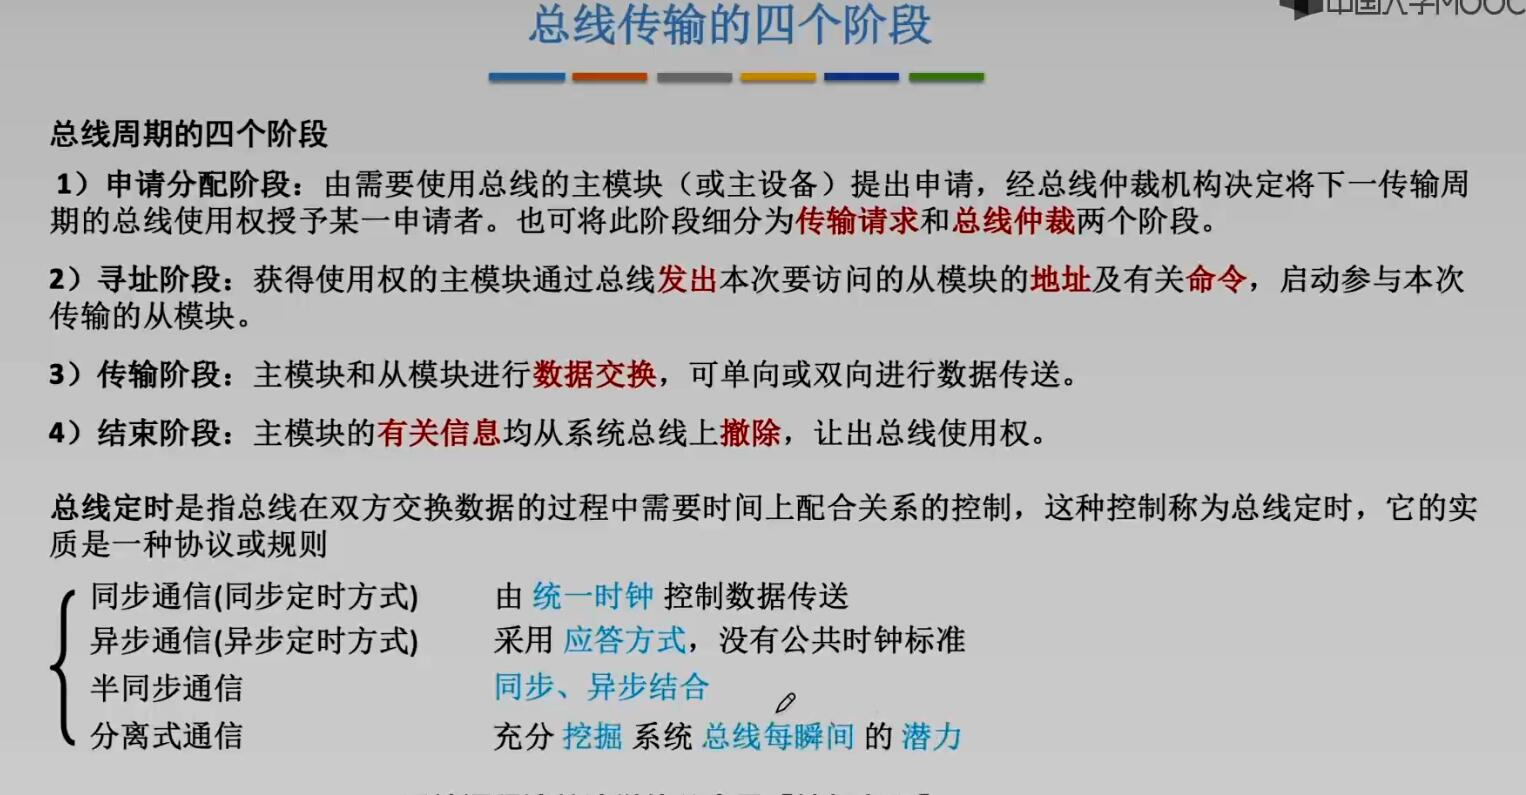 中国大学MOOC
总线传输的四个阶段
总线周期的四个阶段
1）申请分配阶段：由需要使用总线的主模块（或主设备）提出申请，经总线仲裁机构决定将下一传输周
期的总线使用权授予某一申请者。也可将此阶段细分为传输请求和总线仲裁两个阶段。
2）寻址阶段：获得使用权的主模块通过总线发出本次要访问的从模块的地址及有关命令，启动参与本次
传输的从模块。
3）传输阶段：主模块和从模块进行数据交换，可单向或双向进行数据传送。
4）结束阶段：主模块的有关信息均从系统总线上撤除，让出总线使用权。
总线定时是指总线在双方交换数据的过程中需要时间上配合关系的控制，这种控制称为总线定时，它的实
质是一种协议或规则
同步通信(同步定时方式) 由 统一时钟 控制数据传送
异步通信(异步定时方式) 采用 应答方式，没有公共时钟标准
半同步通信 同步、异步结合
分离式通信 充分 挖掘 系统 总线每瞬间 的 潜力